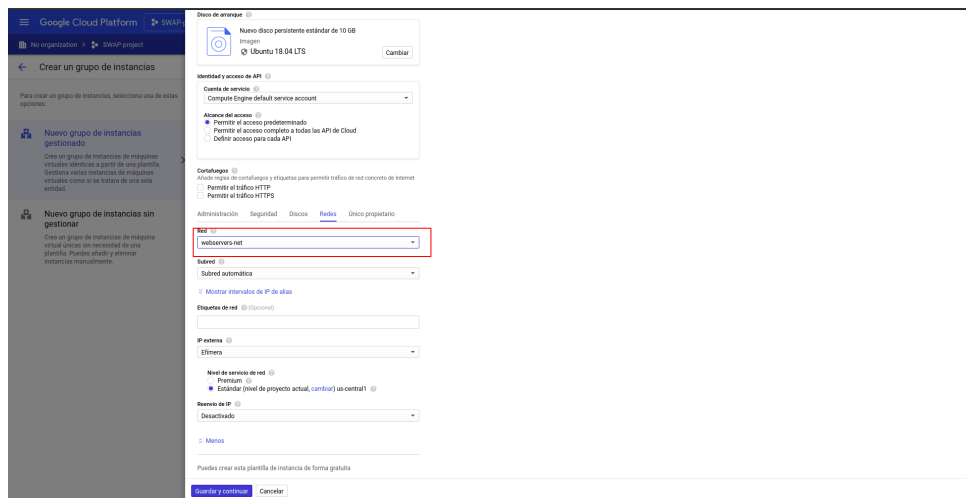 Google Cloud Platform
SWAP-p
No organization
SWAP-project
Crear un grupo de instancias
Para crear un grupo de instancias, selecciona una de estas
opciones:
Nuevo grupo de instancias
gestionado
Crea un grupo de instancias de máquinas
virtuales idénticas a partir de una plantilla.
Gestiona varias instancias de máquinas
virtuales como si se tratara de una sola
entidad.
Nuevo grupo de instancias sin
gestionar
Crea un grupo de instancias de máquina
virtual únicas sin necesidad de una
plantilla. Puedes añadir y eliminar
instancias manualmente.
Disco de arranque
Nuevo disco persistente estándar de 10 GB
Imagen
Ubuntu 18.04 LTS
Cambiar
Identidad y acceso de API
Cuenta de servicio
Compute Engine default service account
Alcance del acceso
Permitir el acceso predeterminado
Permitir el acceso completo a todas las API de Cloud
Definir acceso para cada API
Cortafuegos
Añade reglas de cortafuegos y etiquetas para permitir tráfico de red concreto de Internet
Permitir el tráfico HTTP
Permitir el tráfico HTTPS
Administración Seguridad Discos Redes Único propietario
Red
webservers-net
Subred
Subred automática
Mostrar intervalos de IP de alias
Etiquetas de red (Opcional)
IP externa
Efímera
Nivel de servicio de red
Premium
Estándar (nivel de proyecto actual, cambiar) us-central1
Reenvío de IP
Desactivado
Menos
Puedes crear esta plantilla de instancia de forma gratuita
Guardar y continuar
Cancelar